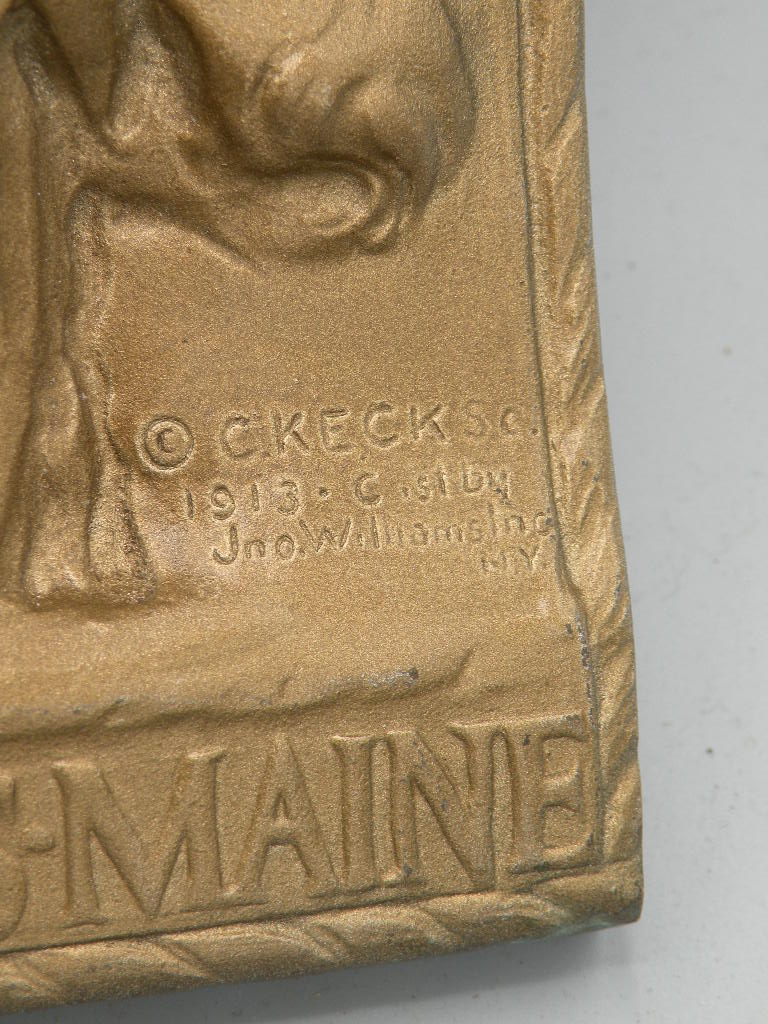 © C.KECK Sc.
1913 · Cast by
Jno. Williams Inc
N.Y.
S·MAINE